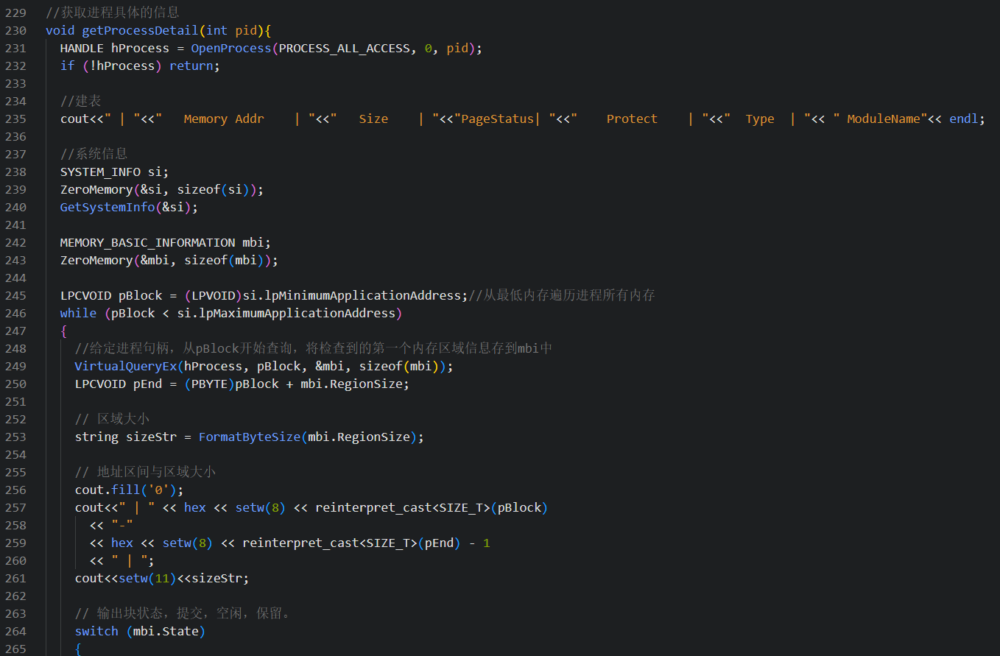 229 //获取进程具体的信息
230 void getProcessDetail(int pid){
231 HANDLE hProcess = OpenProcess(PROCESS_ALL_ACCESS, 0, pid);
232 if (!hProcess) return;
233
234 //建表
235 cout<<" | "<<"   Memory Addr    | "<<"   Size    | "<<"PageStatus| "<<"    Protect    | "<<"  Type  | "<< " ModuleName"<< endl;
236
237 //系统信息
238 SYSTEM_INFO si;
239 ZeroMemory(&si, sizeof(si));
240 GetSystemInfo(&si);
241
242 MEMORY_BASIC_INFORMATION mbi;
243 ZeroMemory(&mbi, sizeof(mbi));
244
245 LPCVOID pBlock = (LPVOID)si.lpMinimumApplicationAddress;//从最低内存遍历进程所有内存
246 while (pBlock < si.lpMaximumApplicationAddress)
247 {
248 //给定进程句柄，从pBlock开始查询，将检查到的第一个内存区域信息存到mbi中
249 VirtualQueryEx(hProcess, pBlock, &mbi, sizeof(mbi));
250 LPCVOID pEnd = (PBYTE)pBlock + mbi.RegionSize;
251
252 // 区域大小
253 string sizeStr = FormatByteSize(mbi.RegionSize);
254
255 // 地址区间与区域大小
256 cout.fill('0');
257 cout<<" | " << hex << setw(8) << reinterpret_cast<SIZE_T>(pBlock)
258 << "-"
259 << hex << setw(8) << reinterpret_cast<SIZE_T>(pEnd) - 1
260 << " | ";
261 cout<<setw(11)<<sizeStr;
262
263 // 输出块状态，提交，空闲，保留。
264 switch (mbi.State)
265 {